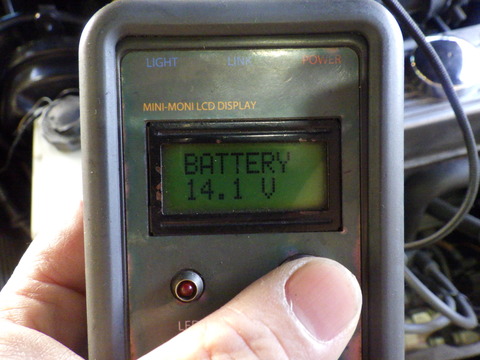 LIGHT LINK POWER
MINI-MONI LCD DISPLAY
BATTERY
14.1 V